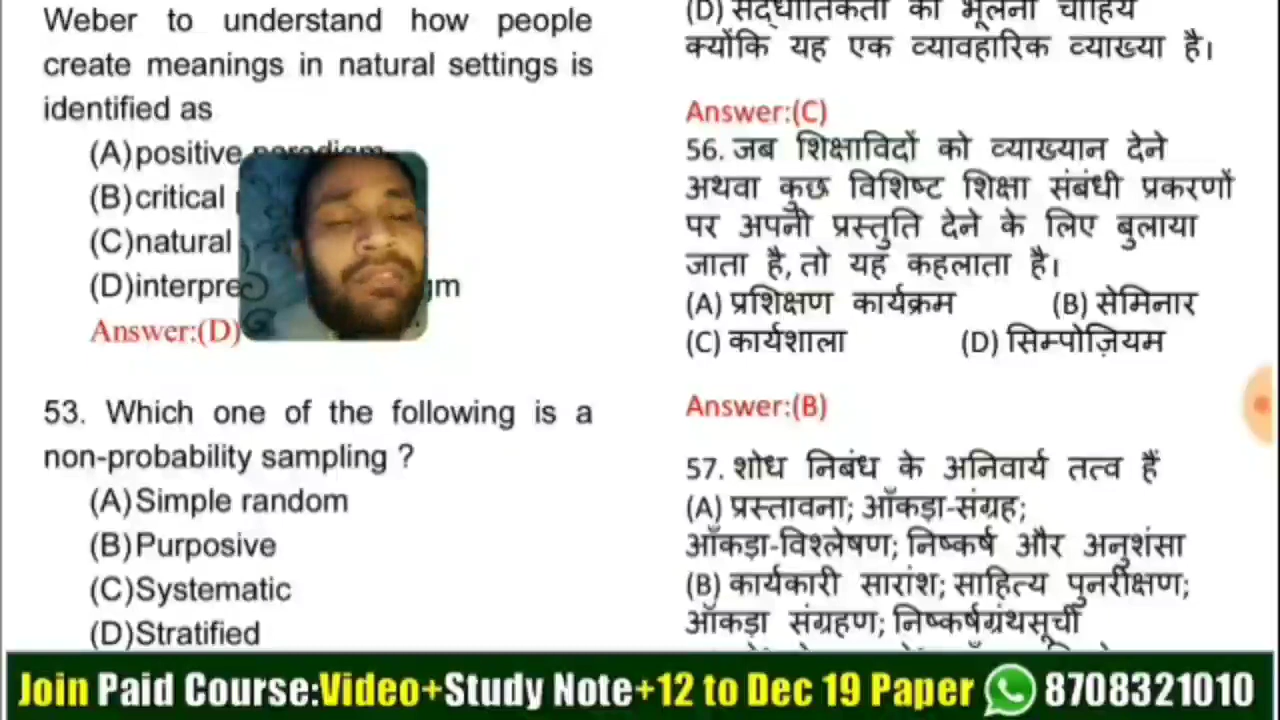 Weber to understand how people
create meanings in natural settings is
identified as
(A)positive paradigm
(B)critical
(C)natural
(D)interpre gm
Answer:(D)
53. Which one of the following is a
non-probability sampling ?
(A)Simple random
(B)Purposive
(C)Systematic
(D)Stratified
(D) सैद्धांतिकता को भूलना चाहिये
क्योंकि यह एक व्यावहारिक व्याख्या है।
Answer:(C)
56. जब शिक्षाविदों को व्याख्यान देने
अथवा कुछ विशिष्ट शिक्षा संबंधी प्रकरणों
पर अपनी प्रस्तुति देने के लिए बुलाया
जाता है, तो यह कहलाता है।
(A) प्रशिक्षण कार्यक्रम (B) सेमिनार
(C) कार्यशाला (D) सिम्पोज़ियम
Answer:(B)
57. शोध निबंध के अनिवार्य तत्व हैं
(A) प्रस्तावना; आँकड़ा-संग्रह;
आँकड़ा-विश्लेषण; निष्कर्ष और अनुशंसा
(B) कार्यकारी सारांश; साहित्य पुनरीक्षण;
आँकड़ा संग्रहण; निष्कर्षग्रंथसूची
Join Paid Course:Video+Study Note+12 to Dec 19 Paper 8708321010